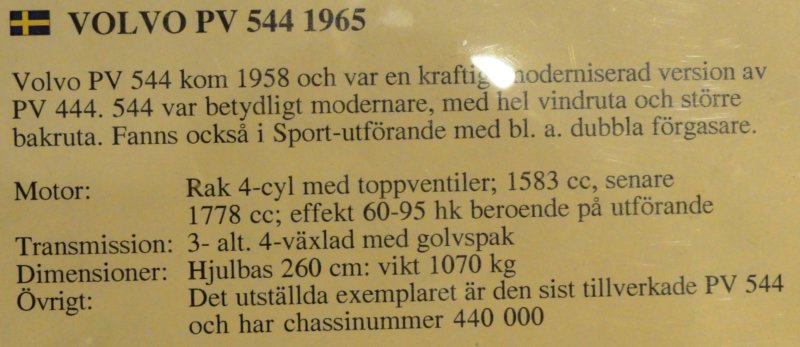 VOLVO PV 544 1965
Volvo PV 544 kom 1958 och var en kraftig moderniserad version av
PV 444. 544 var betydligt modernare, med hel vindruta och större
bakruta. Fanns också i Sport-utförande med bl. a. dubbla förgasare.
Motor: Rak 4-cyl med toppventiler; 1583 cc, senare
1778 cc; effekt 60-95 hk beroende på utförande
Transmission: 3- alt. 4-växlad med golvspak
Dimensioner: Hjulbas 260 cm: vikt 1070 kg
Övrigt: Det utställda exemplaret är den sist tillverkade PV 544
och har chassinummer 440 000